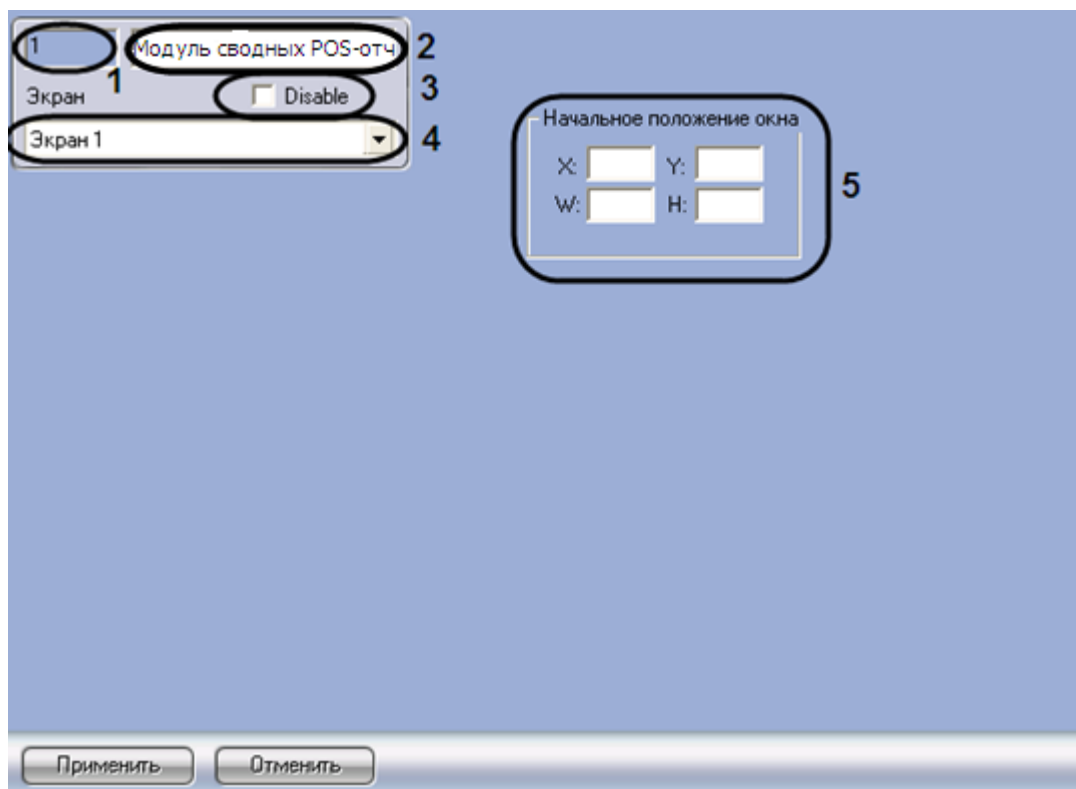 1 Модуль сводных POS-отч 2
1
Экран Disable 3
Экран 1 4
Начальное положение окна
X: Y:
W: H:
5
Применить Отменить